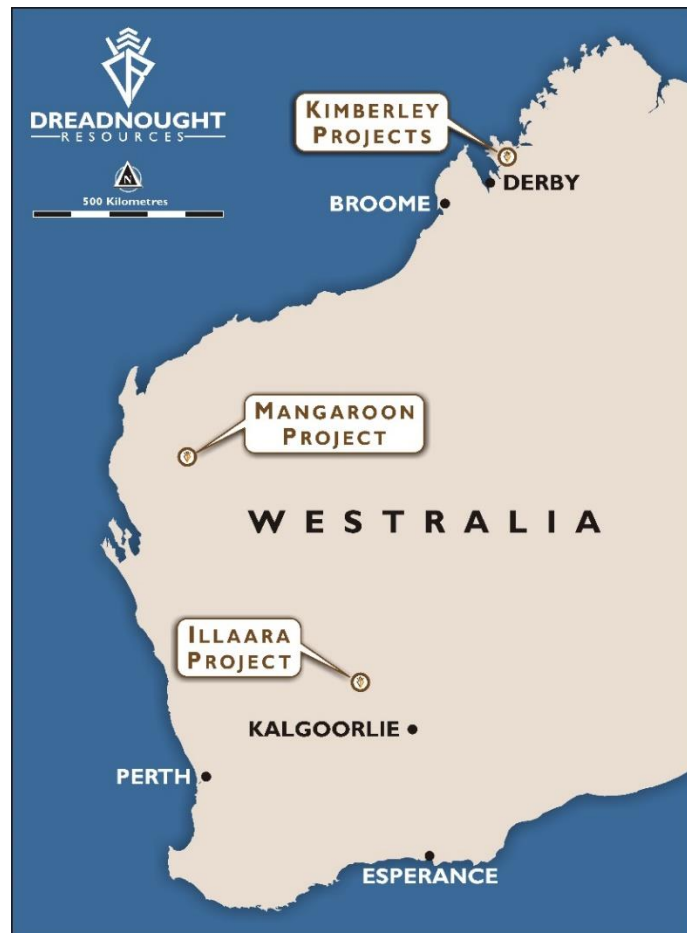 DREADNOUGHT
RESOURCES
N
500 Kilometres
KIMBERLEY
PROJECTS
DERBY
BROOME
MANGAROON
PROJECT
WESTRALIA
ILLAARA
PROJECT
KALGOORLIE
PERTH
ESPERANCE